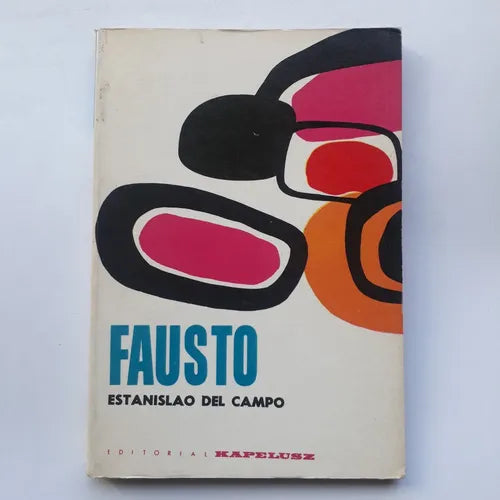 FAUSTO
ESTANISLAO DEL CAMPO
EDITORIAL KAPELUSZ